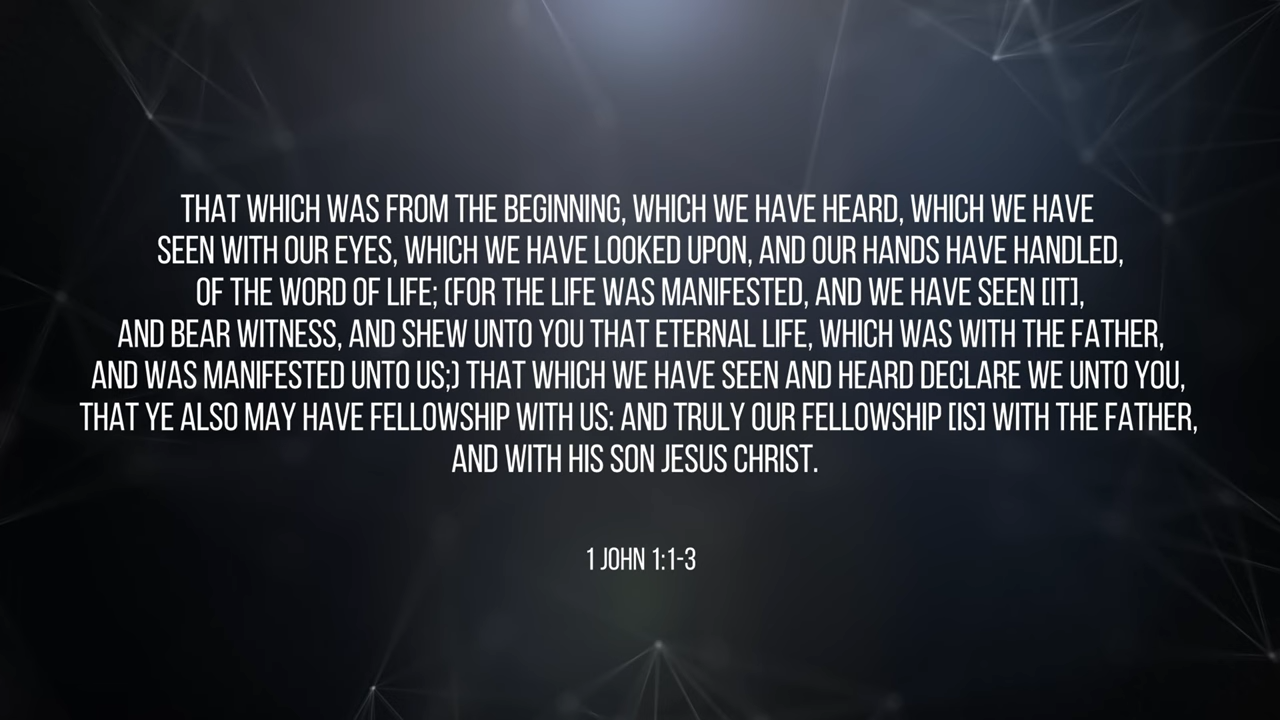 THAT WHICH WAS FROM THE BEGINNING, WHICH WE HAVE HEARD, WHICH WE HAVE
SEEN WITH OUR EYES, WHICH WE HAVE LOOKED UPON, AND OUR HANDS HAVE HANDLED,
OF THE WORD OF LIFE; (FOR THE LIFE WAS MANIFESTED, AND WE HAVE SEEN [IT],
AND BEAR WITNESS, AND SHEW UNTO YOU THAT ETERNAL LIFE, WHICH WAS WITH THE FATHER,
AND WAS MANIFESTED UNTO US;) THAT WHICH WE HAVE SEEN AND HEARD DECLARE WE UNTO YOU,
THAT YE ALSO MAY HAVE FELLOWSHIP WITH US: AND TRULY OUR FELLOWSHIP [IS] WITH THE FATHER,
AND WITH HIS SON JESUS CHRIST.
1 JOHN 1:1-3